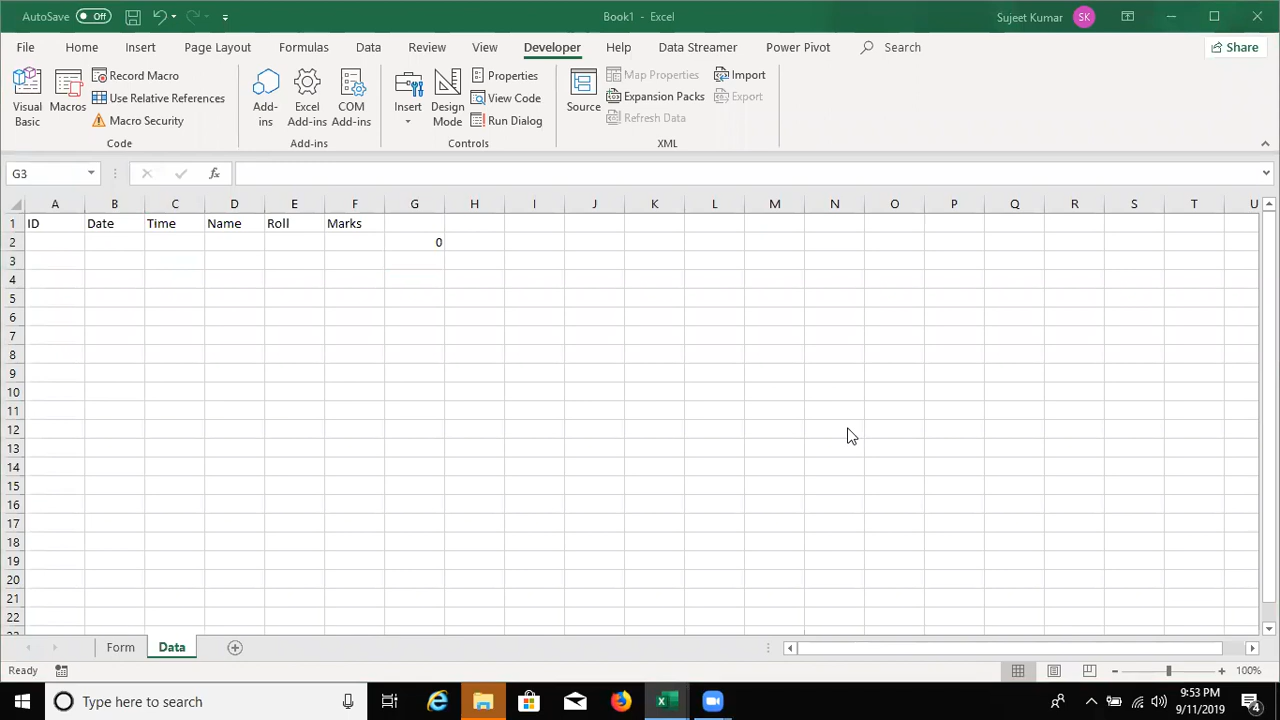 AutoSave Off Book1 - Excel Sujeet Kumar SK
File Home Insert Page Layout Formulas Data Review View Developer Help Data Streamer Power Pivot Search Share
Visual Basic
Macros
Record Macro
Use Relative References
Macro Security
Code
Add-ins
Excel Add-ins
COM Add-ins
Add-ins
Insert
Design Mode
Properties
View Code
Run Dialog
Controls
Source
Map Properties
Expansion Packs
Refresh Data
Import
Export
XML
G3 fx
A B C D E F G H I J K L M N O P Q R S T U
1 ID Date Time Name Roll Marks
2 0
3
4
5
6
7
8
9
10
11
12
13
14
15
16
17
18
19
20
21
22
Form Data
Ready 100%
Type here to search
9:53 PM
9/11/2019
4